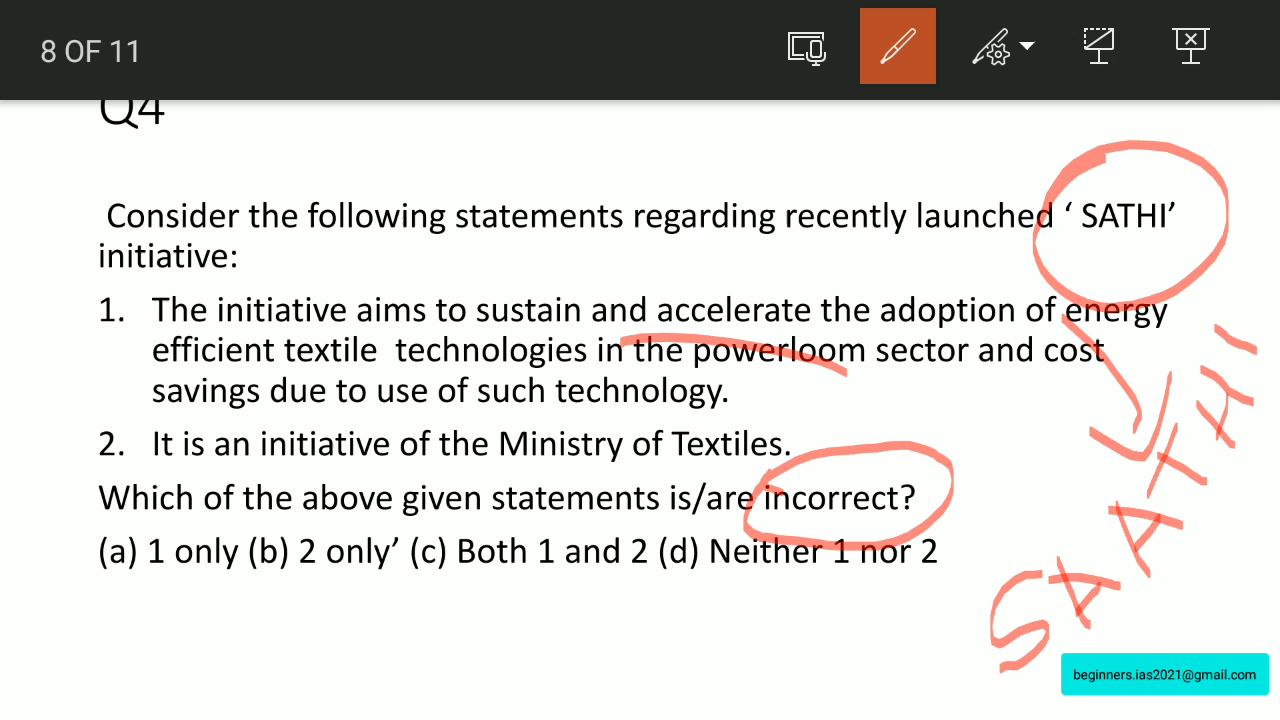 8 OF 11
Q4
Consider the following statements regarding recently launched ‘ SATHI’
initiative:
1. The initiative aims to sustain and accelerate the adoption of energy
efficient textile technologies in the powerloom sector and cost
savings due to use of such technology.
2. It is an initiative of the Ministry of Textiles.
Which of the above given statements is/are incorrect?
(a) 1 only (b) 2 only’ (c) Both 1 and 2 (d) Neither 1 nor 2
SAATHI
beginners.ias2021@gmail.com